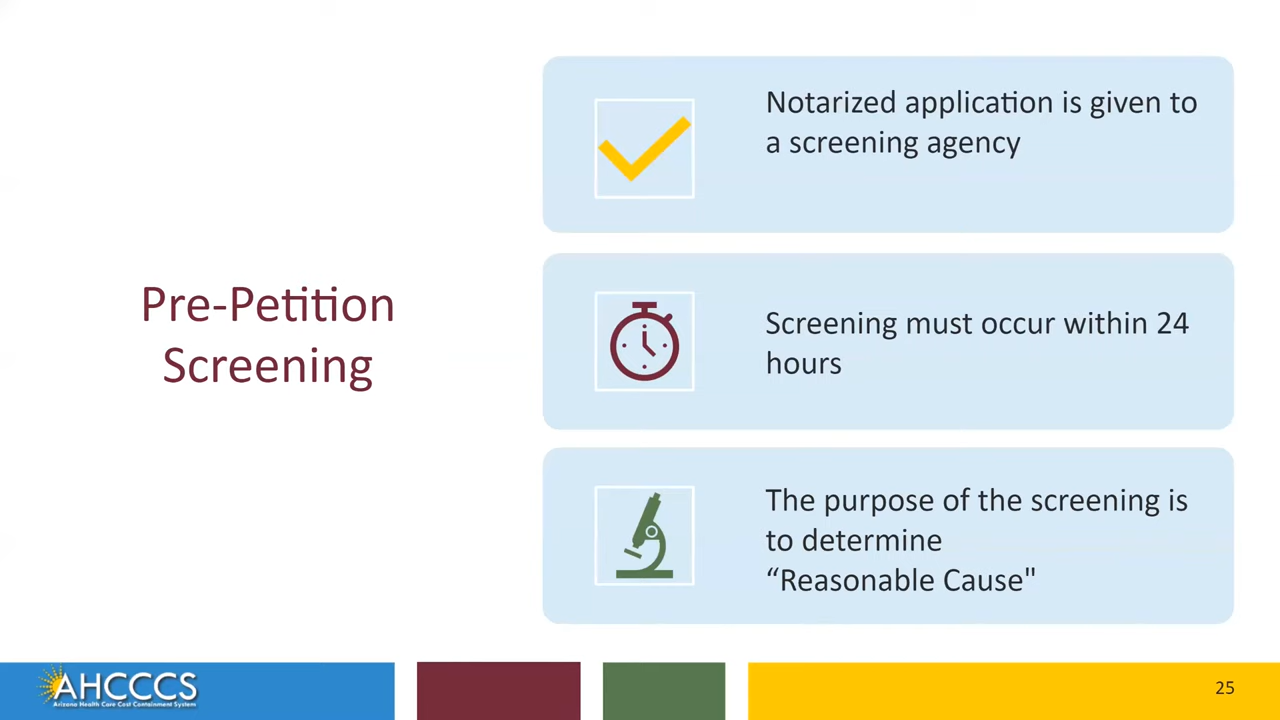 Pre-Petition
Screening
Notarized application is given to
a screening agency
Screening must occur within 24
hours
The purpose of the screening is
to determine
“Reasonable Cause"
AHCCCS
Arizona Health Care Cost Containment System
25